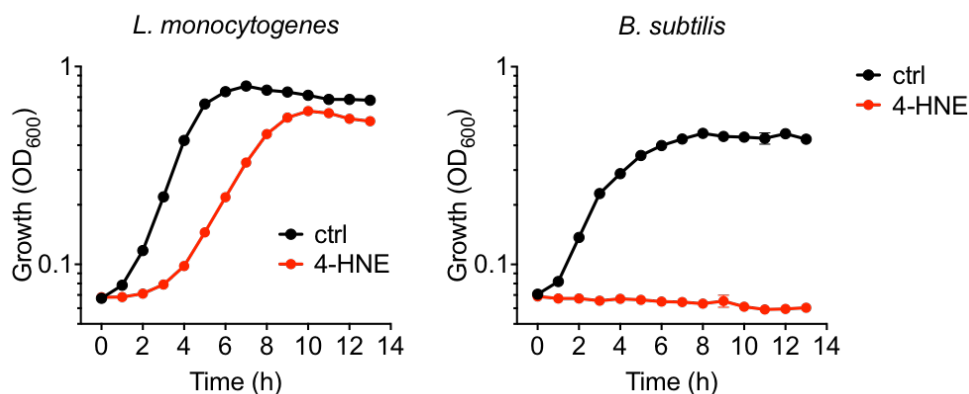 L. monocytogenes
1
0.1
Growth (OD600)
0 2 4 6 8 10 12 14
Time (h)
ctrl
4-HNE
B. subtilis
1
0.1
Growth (OD600)
0 2 4 6 8 10 12 14
Time (h)
ctrl
4-HNE